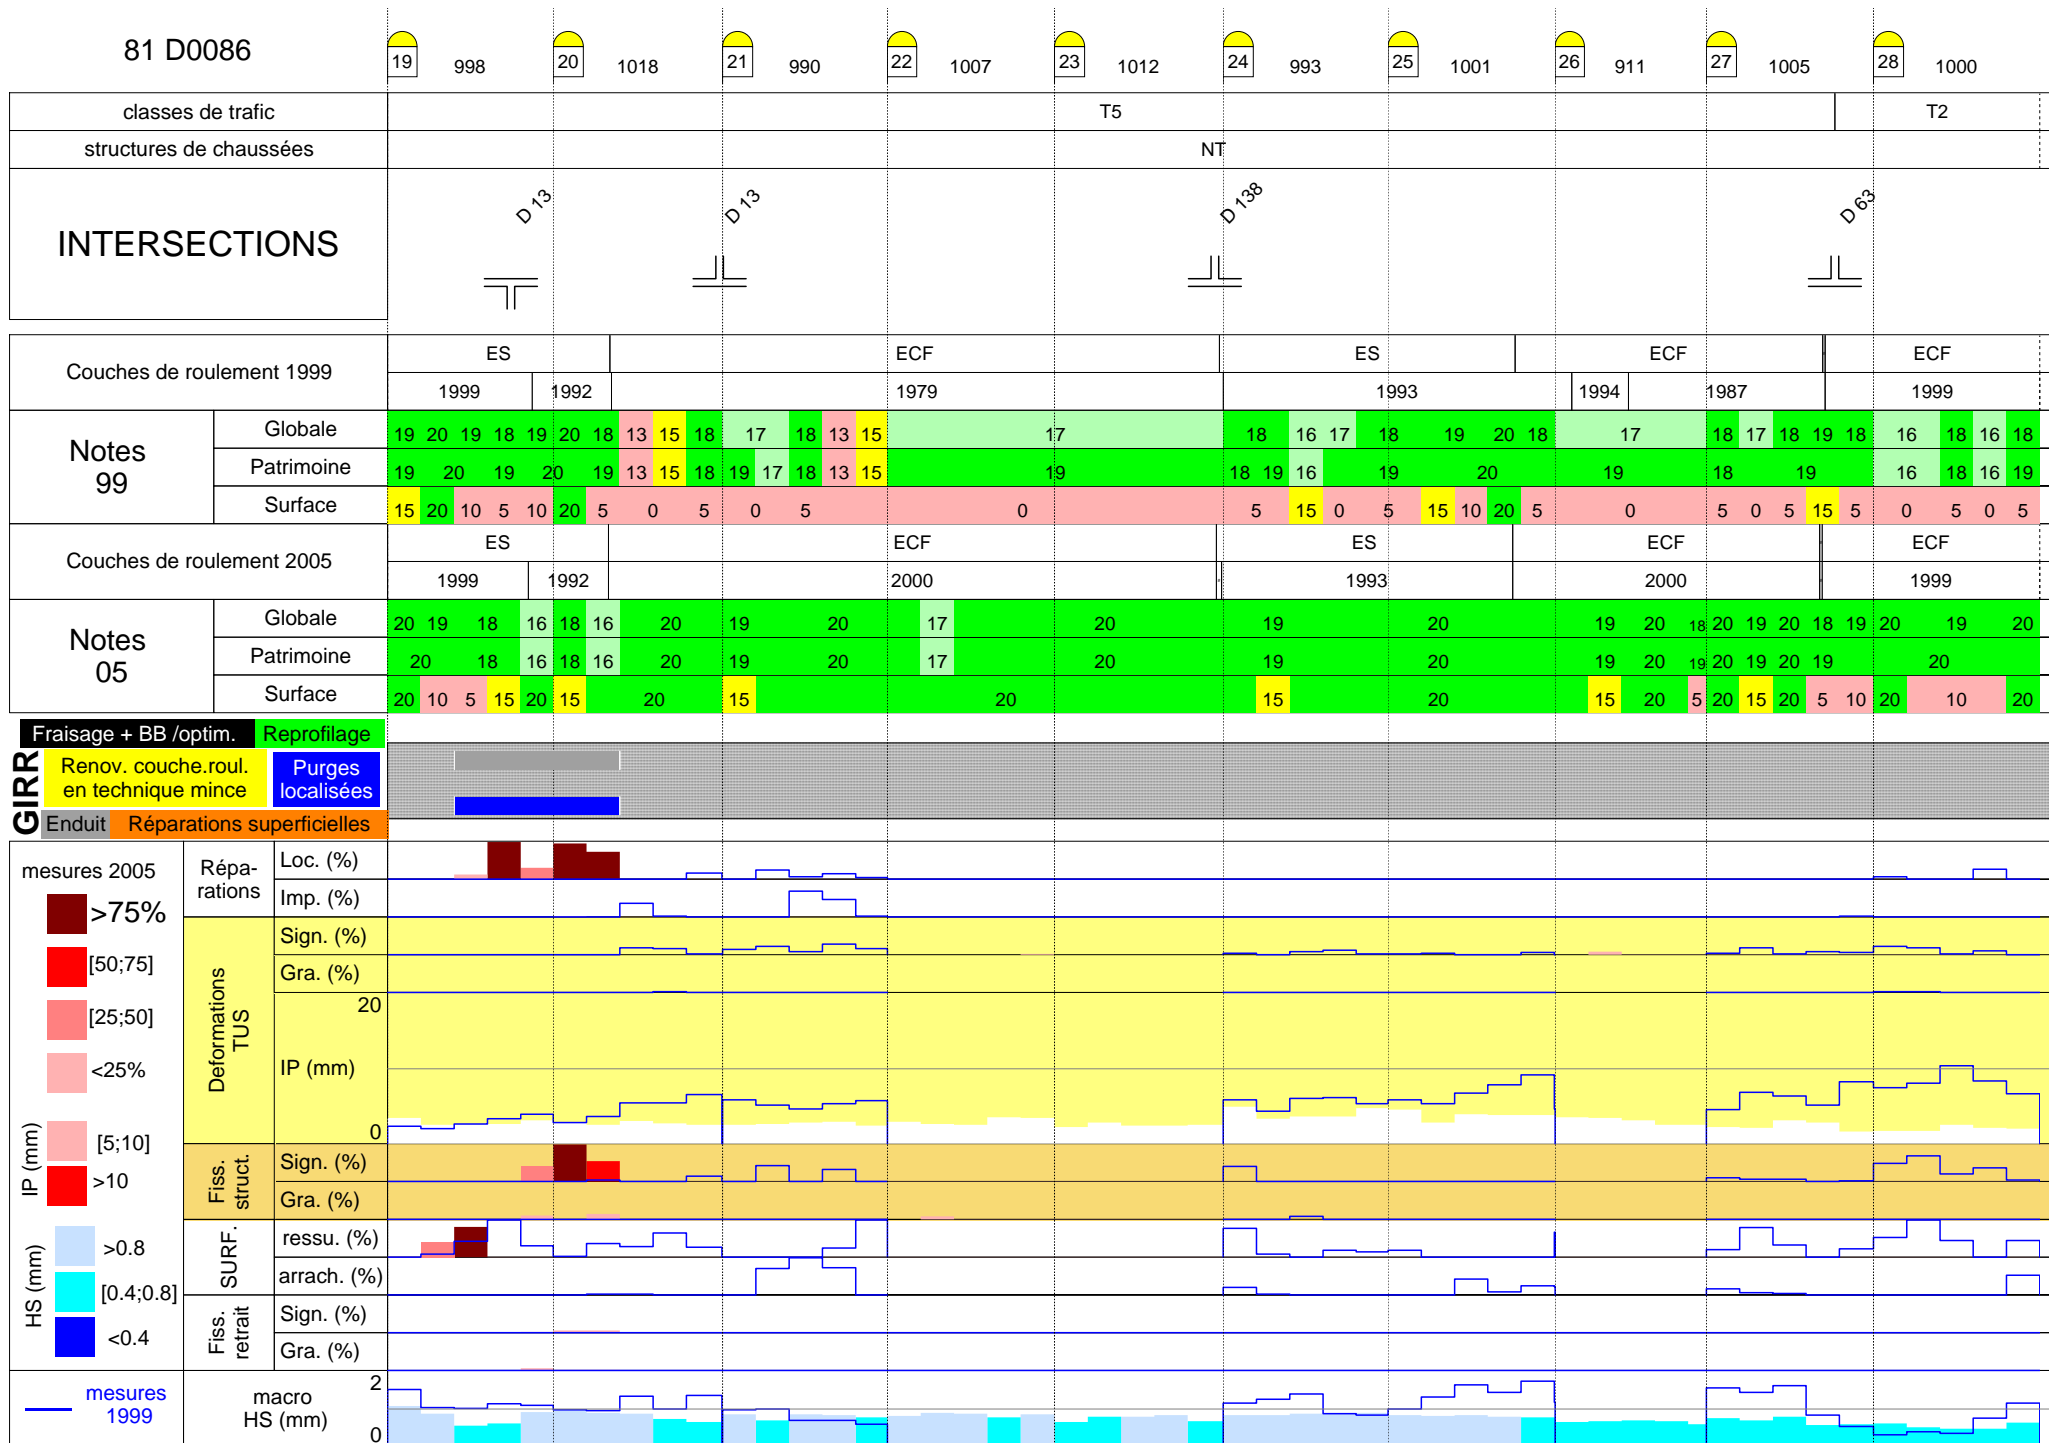 81 D0086
19 998 20 1018 21 990 22 1007 23 1012 24 993 25 1001 26 911 27 1005 28 1000
classes de trafic T5 T2
structures de chaussées NT
INTERSECTIONS D 13 D 13 D 138 D 63
Couches de roulement 1999 ES ECF ES ECF ECF
1999 1992 1979 1993 1994 1987 1999
Notes 99
Globale 19 20 19 18 19 20 18 13 15 18 17 18 13 15 17 18 16 17 18 19 20 18 17 18 17 18 19 18 16 18 16 18
Patrimoine 19 20 19 20 19 13 15 18 19 17 18 13 15 19 18 19 16 19 20 19 18 19 16 18 16 19
Surface 15 20 10 5 10 20 5 0 5 0 5 0 5 15 0 5 15 10 20 5 0 5 0 5 15 5 0 5 0 5
Couches de roulement 2005 ES ECF ES ECF ECF
1999 1992 2000 1993 2000 1999
Notes 05
Globale 20 19 18 16 18 16 20 19 20 17 20 19 20 19 20 18 20 19 20 18 19 20 19 20
Patrimoine 20 18 16 18 16 20 19 20 17 20 19 20 19 20 19 20 19 20 19 20
Surface 20 10 5 15 20 15 20 15 20 15 20 15 20 5 20 15 20 5 10 20 10 20
GIRR
Fraisage + BB /optim. Reprofilage
Renov. couche.roul.
en technique mince
Purges
localisées
Enduit Réparations superficielles
mesures 2005
>75%
[50;75]
[25;50]
<25%
IP (mm)
[5;10]
>10
HS (mm)
>0.8
[0.4;0.8]
<0.4
mesures
1999
Répa-
rations
Loc. (%)
Imp. (%)
Deformations
TUS
Sign. (%)
Gra. (%)
20
IP (mm)
0
Fiss.
struct.
Sign. (%)
Gra. (%)
SURF.
ressu. (%)
arrach. (%)
Fiss.
retrait
Sign. (%)
Gra. (%)
macro
HS (mm)
2
0